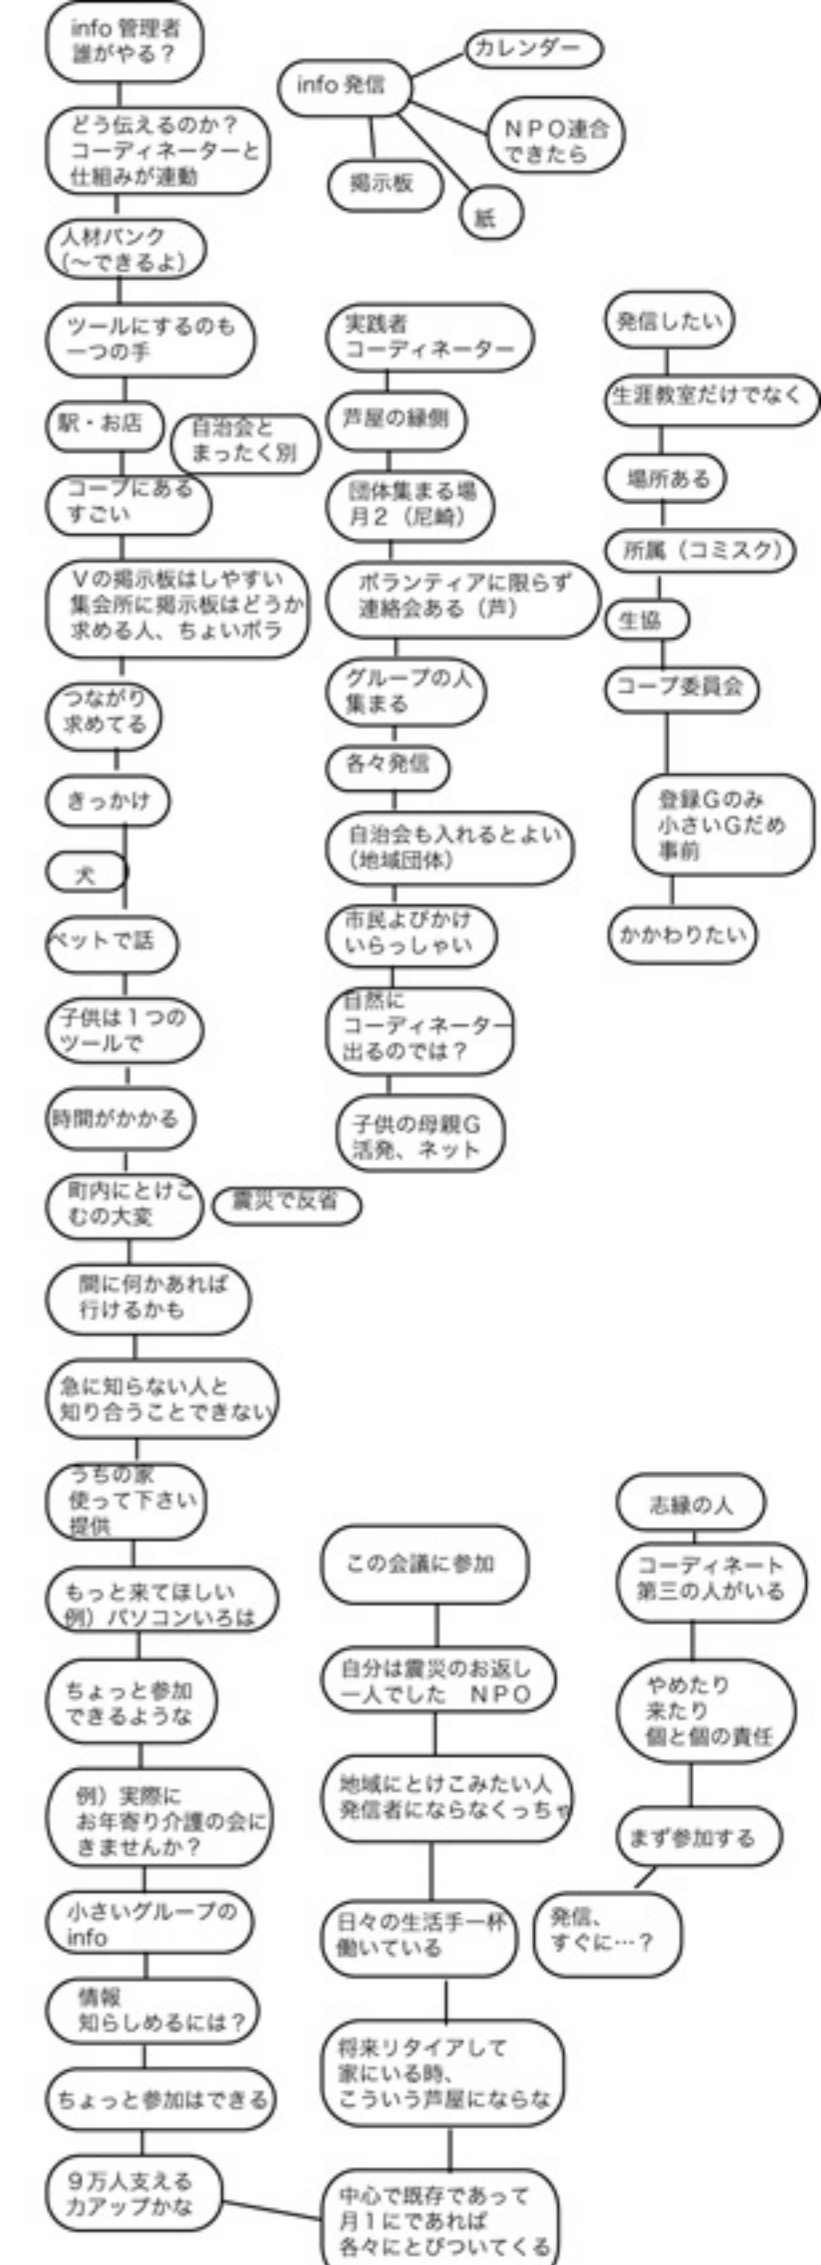 info 管理者
誰がやる？
どう伝えるのか？
コーディネーターと
仕組みが連動
人材バンク
（〜できるよ）
ツールにするのも
一つの手
駅・お店
自治会と
まったく別
コープにある
すごい
Ｖの掲示板はしやすい
集会所に掲示板はどうか
求める人、ちょいボラ
つながり
求めてる
きっかけ
犬
ペットで話
子供は１つの
ツールで
時間がかかる
町内にとけこ
むの大変
震災で反省
間に何かあれば
行けるかも
急に知らない人と
知り合うことできない
うちの家
使って下さい
提供
もっと来てほしい
例）パソコンいろは
ちょっと参加
できるような
例）実際に
お年寄り介護の会に
きませんか？
小さいグループの
info
情報
知らしめるには？
ちょっと参加はできる
９万人支える
力アップかな
info 発信
カレンダー
ＮＰＯ連合
できたら
掲示板
紙
実践者
コーディネーター
芦屋の縁側
団体集まる場
月２（尼崎）
ボランティアに限らず
連絡会ある（芦）
グループの人
集まる
各々発信
自治会も入れるとよい
（地域団体）
市民よびかけ
いらっしゃい
自然に
コーディネーター
出るのでは？
子供の母親Ｇ
活発、ネット
発信したい
生涯教室だけでなく
場所ある
所属（コミスク）
生協
コープ委員会
登録Ｇのみ
小さいＧだめ
事前
かかわりたい
この会議に参加
自分は震災のお返し
一人でした　ＮＰＯ
地域にとけこみたい人
発信者にならなくっちゃ
日々の生活手一杯
働いている
将来リタイアして
家にいる時、
こういう芦屋にならな
中心で既存であって
月１にであれば
各々にとびついてくる
志縁の人
コーディネート
第三の人がいる
やめたり
来たり
個と個の責任
まず参加する
発信、
すぐに…？